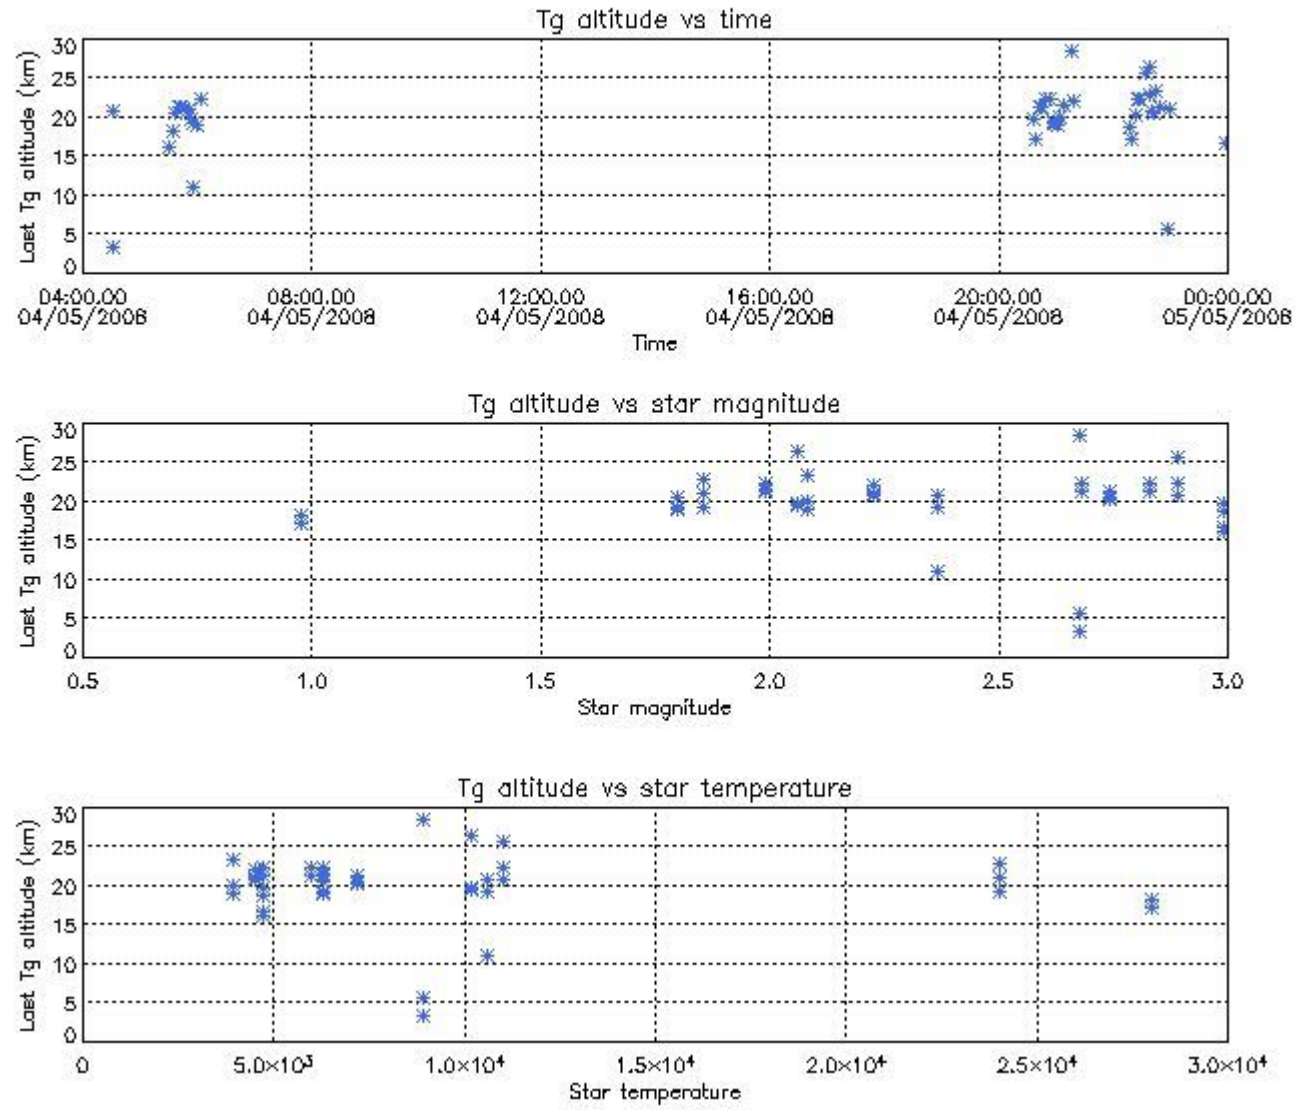 Tg altitude vs time
Last Tg altitude (km)
30
25
20
15
10
5
0
04:00.00 08:00.00 12:00.00 16:00.00 20:00.00 00:00.00
04/05/2008 04/05/2008 04/05/2008 04/05/2008 04/05/2008 05/05/2008
Time
Tg altitude vs star magnitude
Last Tg altitude (km)
30
25
20
15
10
5
0
0.5 1.0 1.5 2.0 2.5 3.0
Star magnitude
Tg altitude vs star temperature
Last Tg altitude (km)
30
25
20
15
10
5
0
0 5.0×10³ 1.0×10⁴ 1.5×10⁴ 2.0×10⁴ 2.5×10⁴ 3.0×10⁴
Star temperature